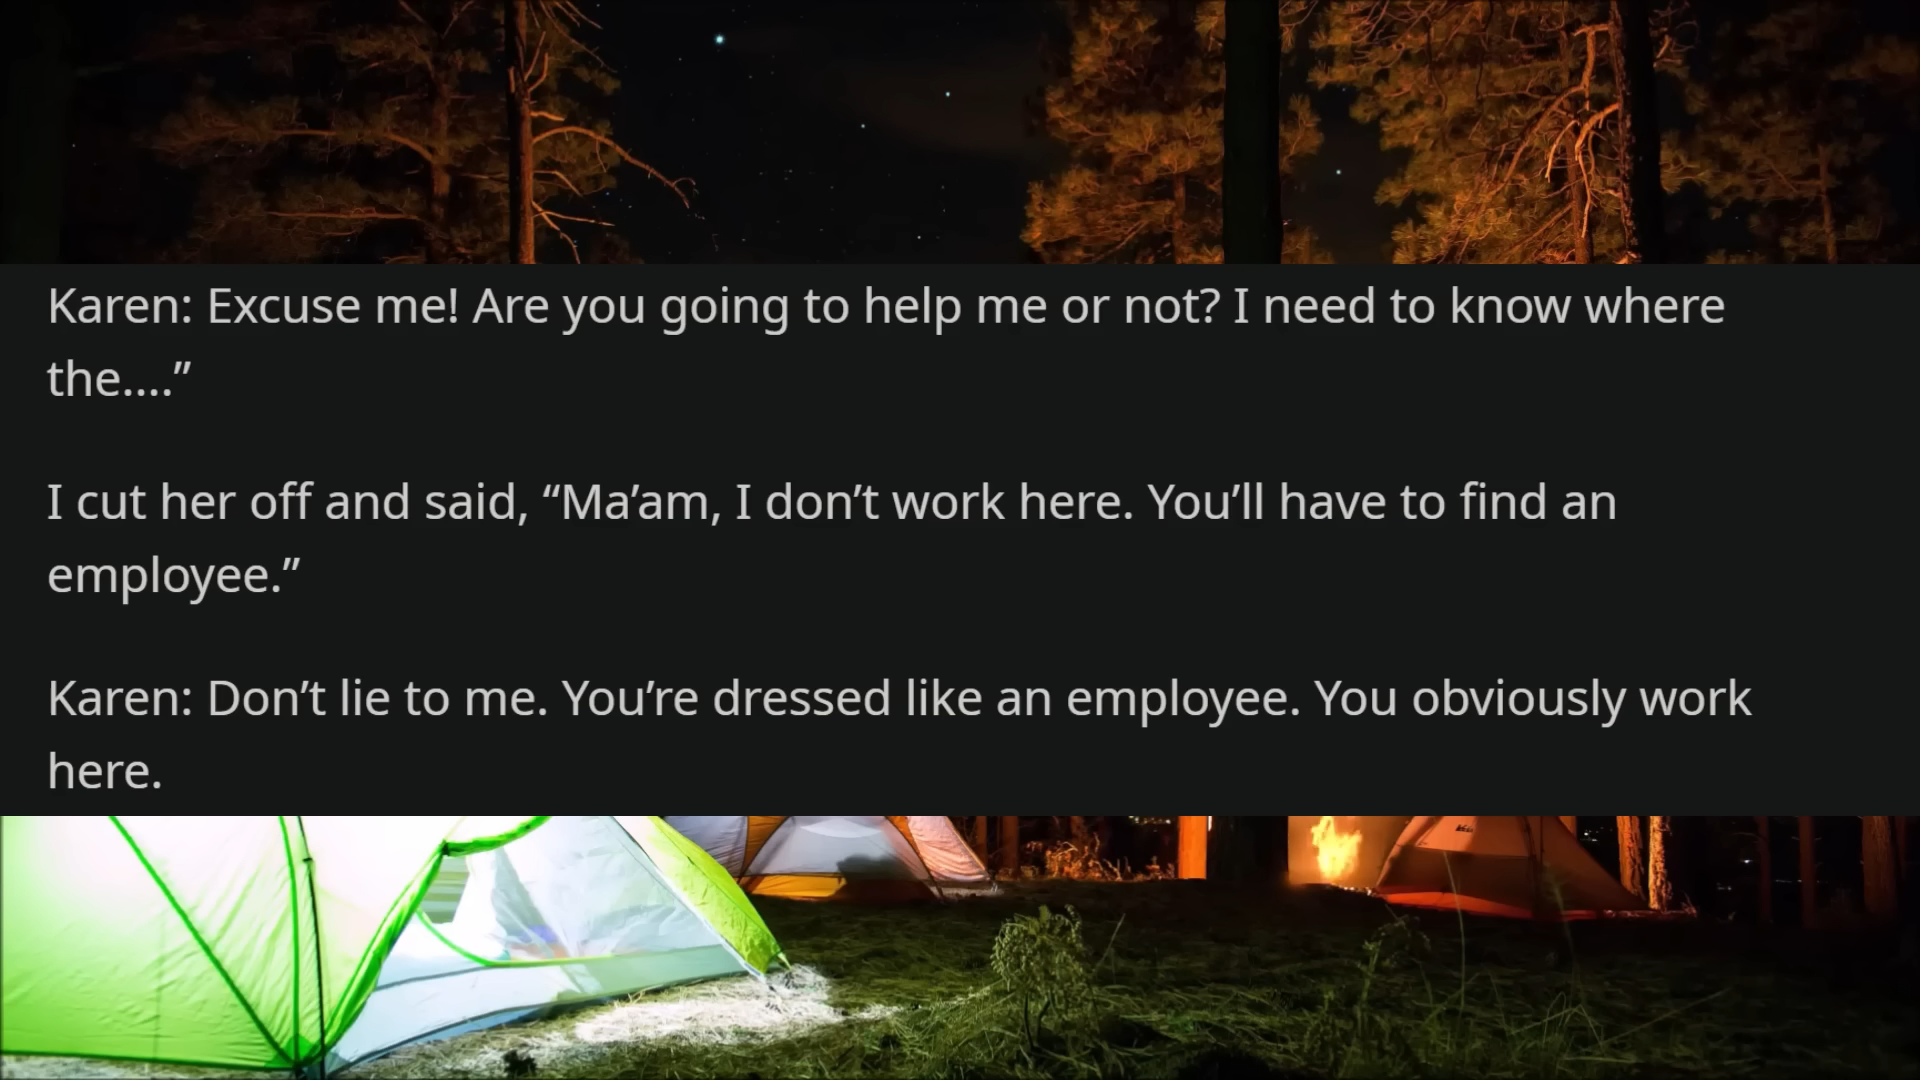 Karen: Excuse me! Are you going to help me or not? I need to know where
the....”
I cut her off and said, “Ma’am, I don’t work here. You’ll have to find an
employee.”
Karen: Don’t lie to me. You’re dressed like an employee. You obviously work
here.